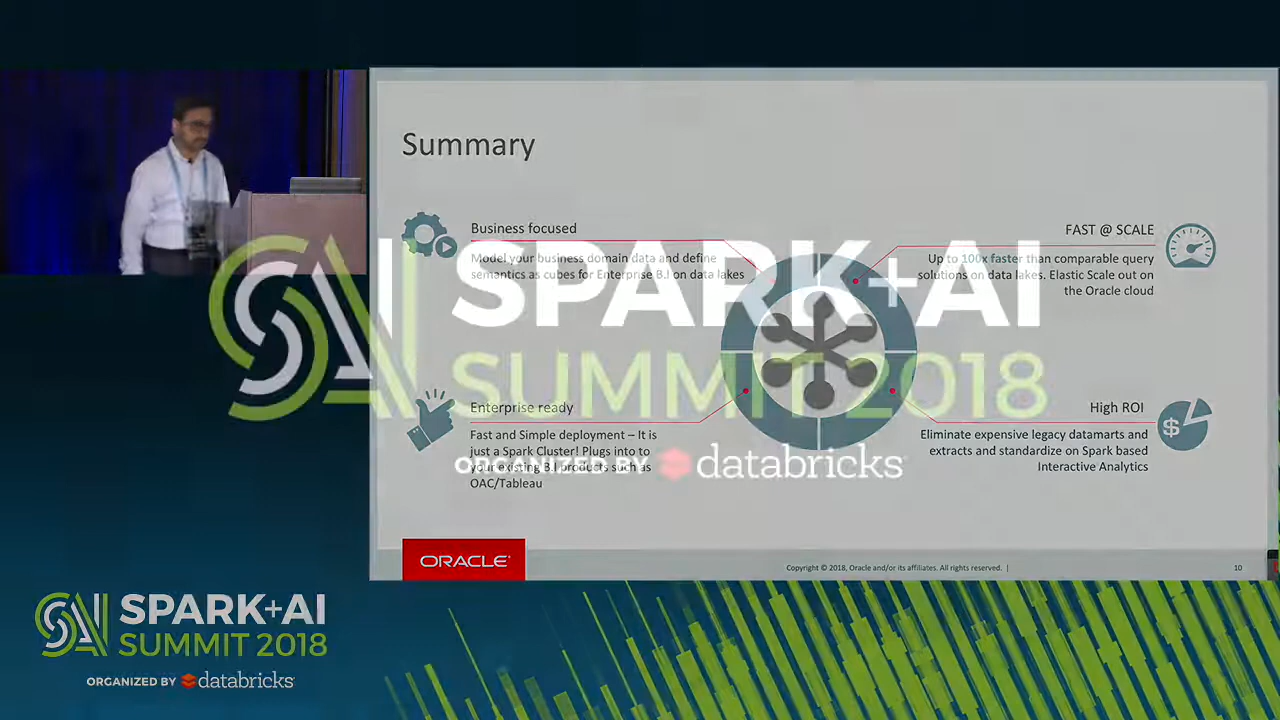 Summary
Business focused
Model your business domain data and define
semantics as cubes for Enterprise B.I on data lakes
FAST @ SCALE
Up to 100x faster than comparable query
solutions on data lakes. Elastic Scale out on
the Oracle cloud
SPARK+AI
SUMMIT 2018
ORGANIZED BY databricks
Enterprise ready
Fast and Simple deployment – It is
just a Spark Cluster! Plugs into to
your existing B.I products such as
OAC/Tableau
High ROI
Eliminate expensive legacy datamarts and
extracts and standardize on Spark based
Interactive Analytics
$
ORACLE
Copyright © 2018, Oracle and/or its affiliates. All rights reserved. |
10
SPARK+AI
SUMMIT 2018
ORGANIZED BY databricks